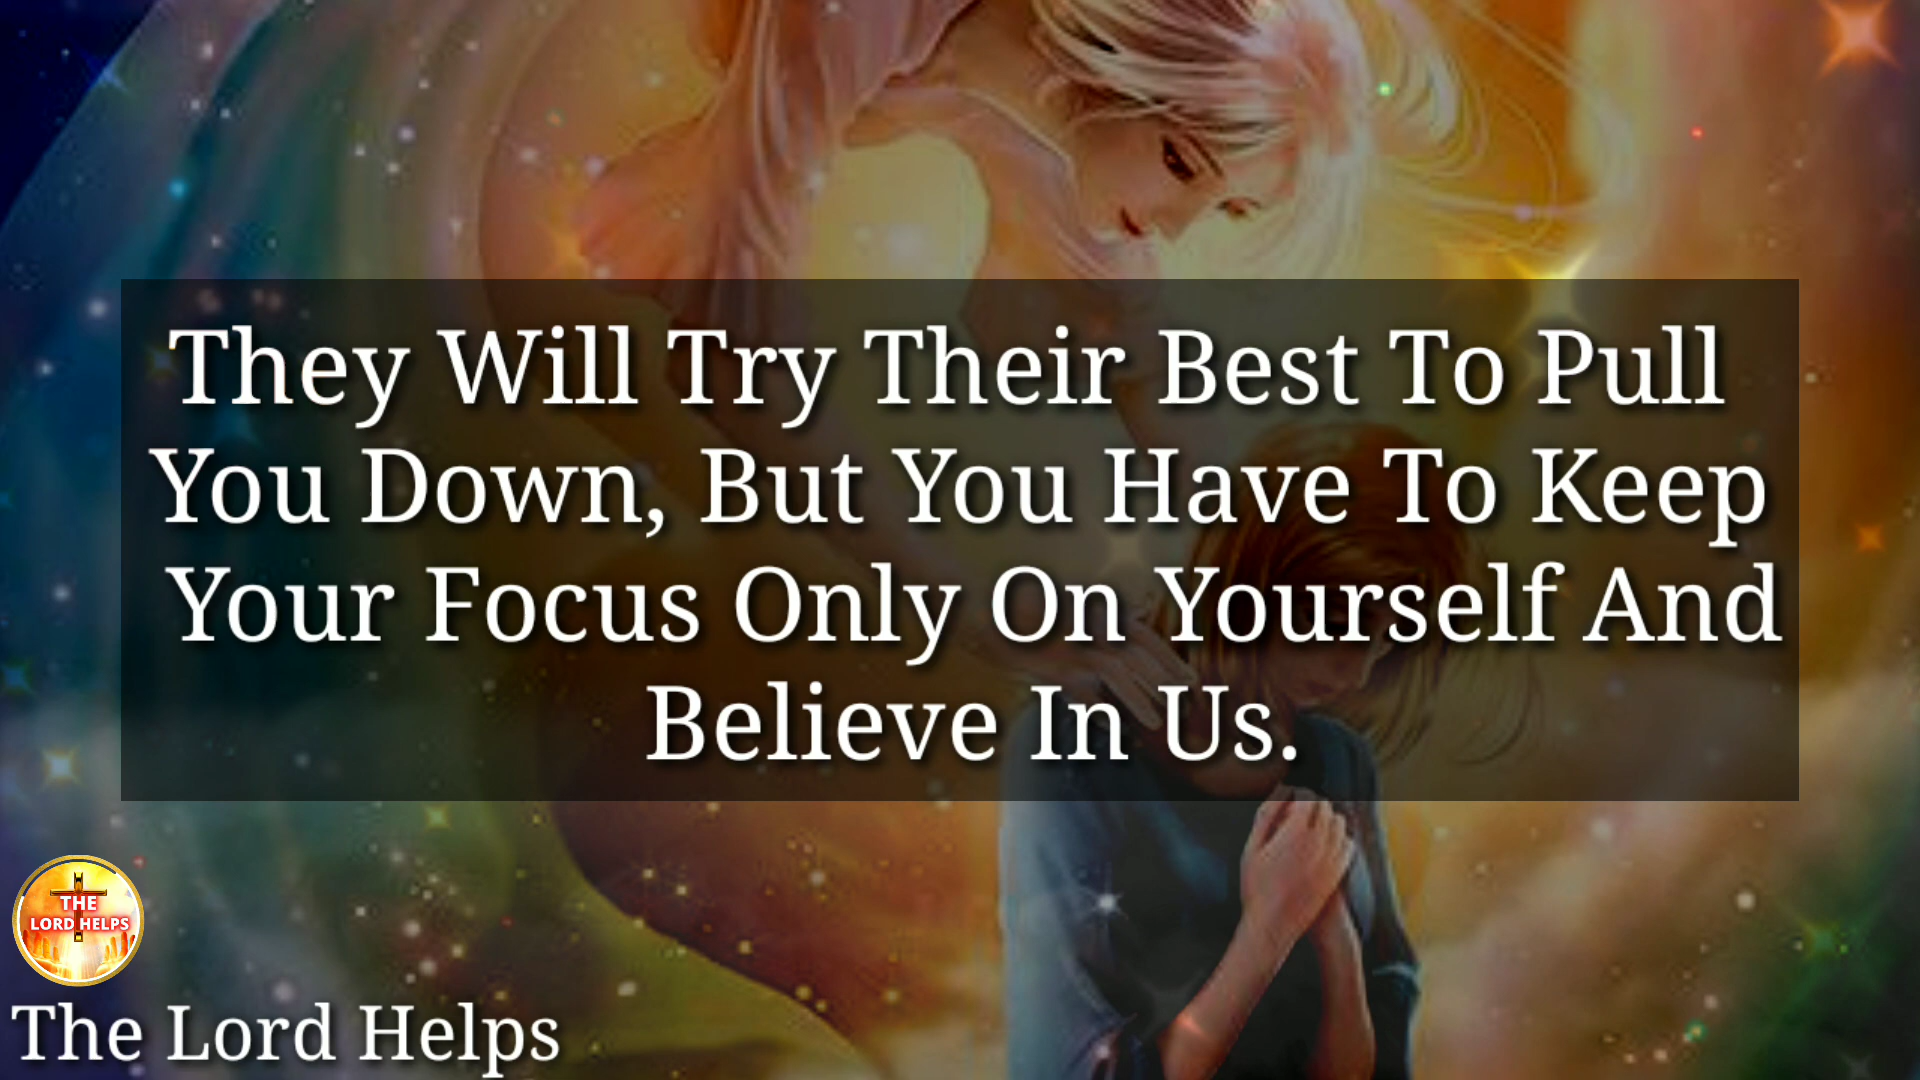 They Will Try Their Best To Pull
You Down, But You Have To Keep
Your Focus Only On Yourself And
Believe In Us.
THE
LORD HELPS
The Lord Helps